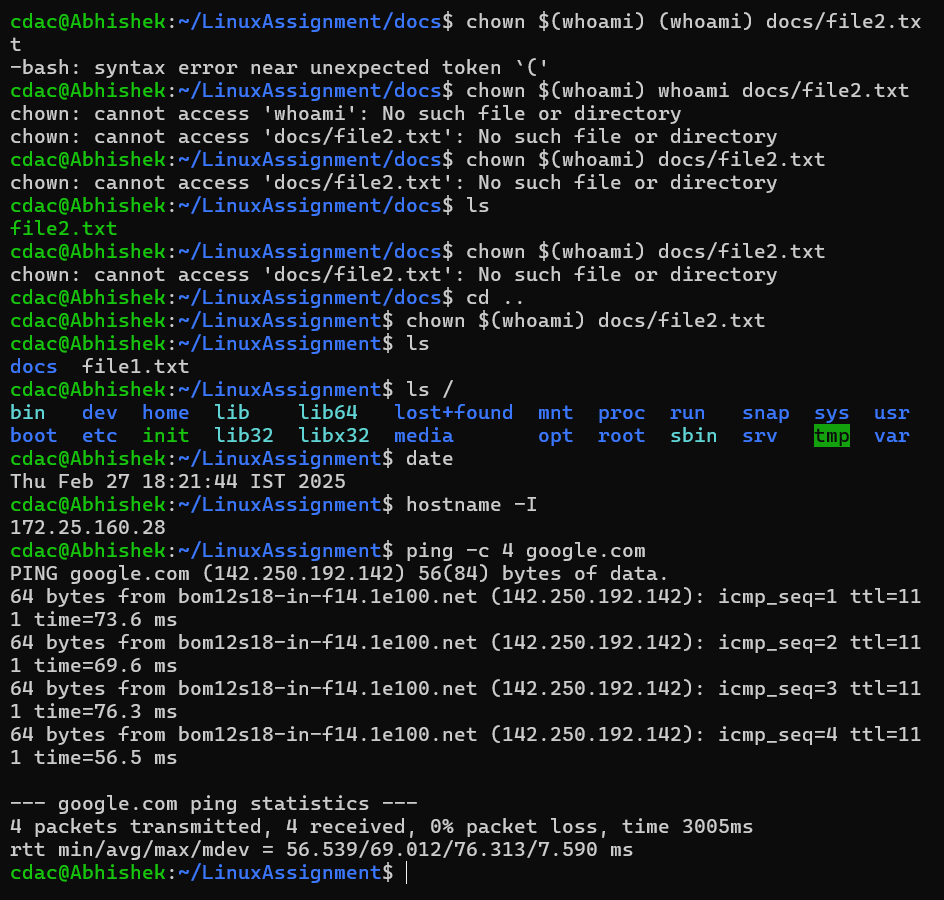 cdac@Abhishek:~/LinuxAssignment/docs$ chown $(whoami) (whoami) docs/file2.tx
t
-bash: syntax error near unexpected token `('
cdac@Abhishek:~/LinuxAssignment/docs$ chown $(whoami) whoami docs/file2.txt
chown: cannot access 'whoami': No such file or directory
chown: cannot access 'docs/file2.txt': No such file or directory
cdac@Abhishek:~/LinuxAssignment/docs$ chown $(whoami) docs/file2.txt
chown: cannot access 'docs/file2.txt': No such file or directory
cdac@Abhishek:~/LinuxAssignment/docs$ ls
file2.txt
cdac@Abhishek:~/LinuxAssignment/docs$ chown $(whoami) docs/file2.txt
chown: cannot access 'docs/file2.txt': No such file or directory
cdac@Abhishek:~/LinuxAssignment/docs$ cd ..
cdac@Abhishek:~/LinuxAssignment$ chown $(whoami) docs/file2.txt
cdac@Abhishek:~/LinuxAssignment$ ls
docs  file1.txt
cdac@Abhishek:~/LinuxAssignment$ ls /
bin   dev  home  lib    lib64   lost+found  mnt  proc  run   snap  sys  usr
boot  etc  init  lib32  libx32  media       opt  root  sbin  srv   tmp  var
cdac@Abhishek:~/LinuxAssignment$ date
Thu Feb 27 18:21:44 IST 2025
cdac@Abhishek:~/LinuxAssignment$ hostname -I
172.25.160.28
cdac@Abhishek:~/LinuxAssignment$ ping -c 4 google.com
PING google.com (142.250.192.142) 56(84) bytes of data.
64 bytes from bom12s18-in-f14.1e100.net (142.250.192.142): icmp_seq=1 ttl=11
1 time=73.6 ms
64 bytes from bom12s18-in-f14.1e100.net (142.250.192.142): icmp_seq=2 ttl=11
1 time=69.6 ms
64 bytes from bom12s18-in-f14.1e100.net (142.250.192.142): icmp_seq=3 ttl=11
1 time=76.3 ms
64 bytes from bom12s18-in-f14.1e100.net (142.250.192.142): icmp_seq=4 ttl=11
1 time=56.5 ms

--- google.com ping statistics ---
4 packets transmitted, 4 received, 0% packet loss, time 3005ms
rtt min/avg/max/mdev = 56.539/69.012/76.313/7.590 ms
cdac@Abhishek:~/LinuxAssignment$